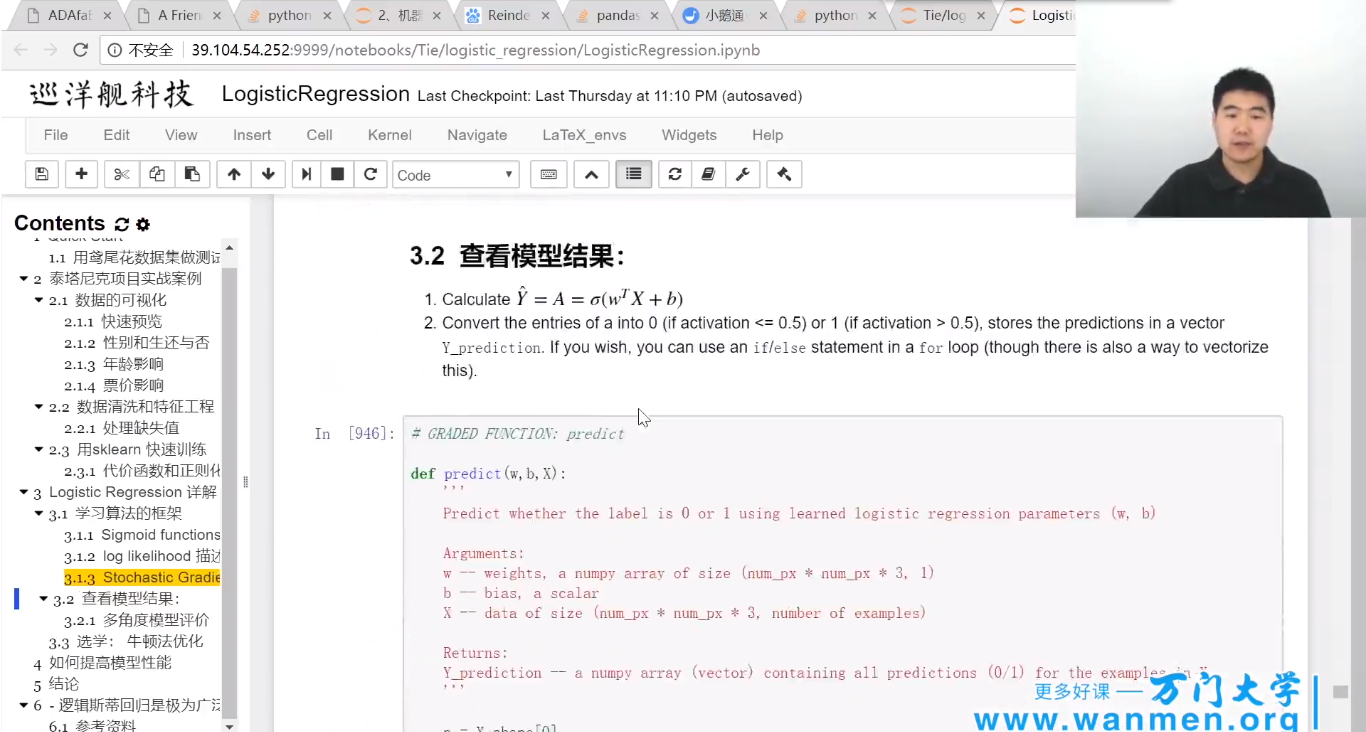 ADAfaE
A Frien
python
2、机器
Reinde
pandas
小鹅通
python
Tie/log
Logistic
不安全
39.104.54.252:9999/notebooks/Tie/logistic_regression/LogisticRegression.ipynb
巡洋舰科技
LogisticRegression Last Checkpoint: Last Thursday at 11:10 PM (autosaved)
File Edit View Insert Cell Kernel Navigate LaTeX_envs Widgets Help
Code
Contents
1 Quick Start
1.1 用鸢尾花数据集做测试
2 泰塔尼克项目实战案例
2.1 数据的可视化
2.1.1 快速预览
2.1.2 性别和生还与否
2.1.3 年龄影响
2.1.4 票价影响
2.2 数据清洗和特征工程
2.2.1 处理缺失值
2.3 用sklearn 快速训练
2.3.1 代价函数和正则化
3 Logistic Regression 详解
3.1 学习算法的框架
3.1.1 Sigmoid functions
3.1.2 log likelihood 描述
3.1.3 Stochastic Gradie
3.2 查看模型结果：
3.2.1 多角度模型评价
3.3 选学： 牛顿法优化
4 如何提高模型性能
5 结论
6 - 逻辑斯蒂回归是极为广泛
6.1 参考资料
3.2 查看模型结果：
1. Calculate Ŷ = A = σ(wᵀX + b)
2. Convert the entries of a into 0 (if activation <= 0.5) or 1 (if activation > 0.5), stores the predictions in a vector
Y_prediction. If you wish, you can use an if/else statement in a for loop (though there is also a way to vectorize
this).
In [946]:
# GRADED FUNCTION: predict
def predict(w,b,X):
'''
Predict whether the label is 0 or 1 using learned logistic regression parameters (w, b)
Arguments:
w -- weights, a numpy array of size (num_px * num_px * 3, 1)
b -- bias, a scalar
X -- data of size (num_px * num_px * 3, number of examples)
Returns:
Y_prediction -- a numpy array (vector) containing all predictions (0/1) for the examples in X
'''
n = X.shape[0]
更多好课 — 万门大学
www.wanmen.org